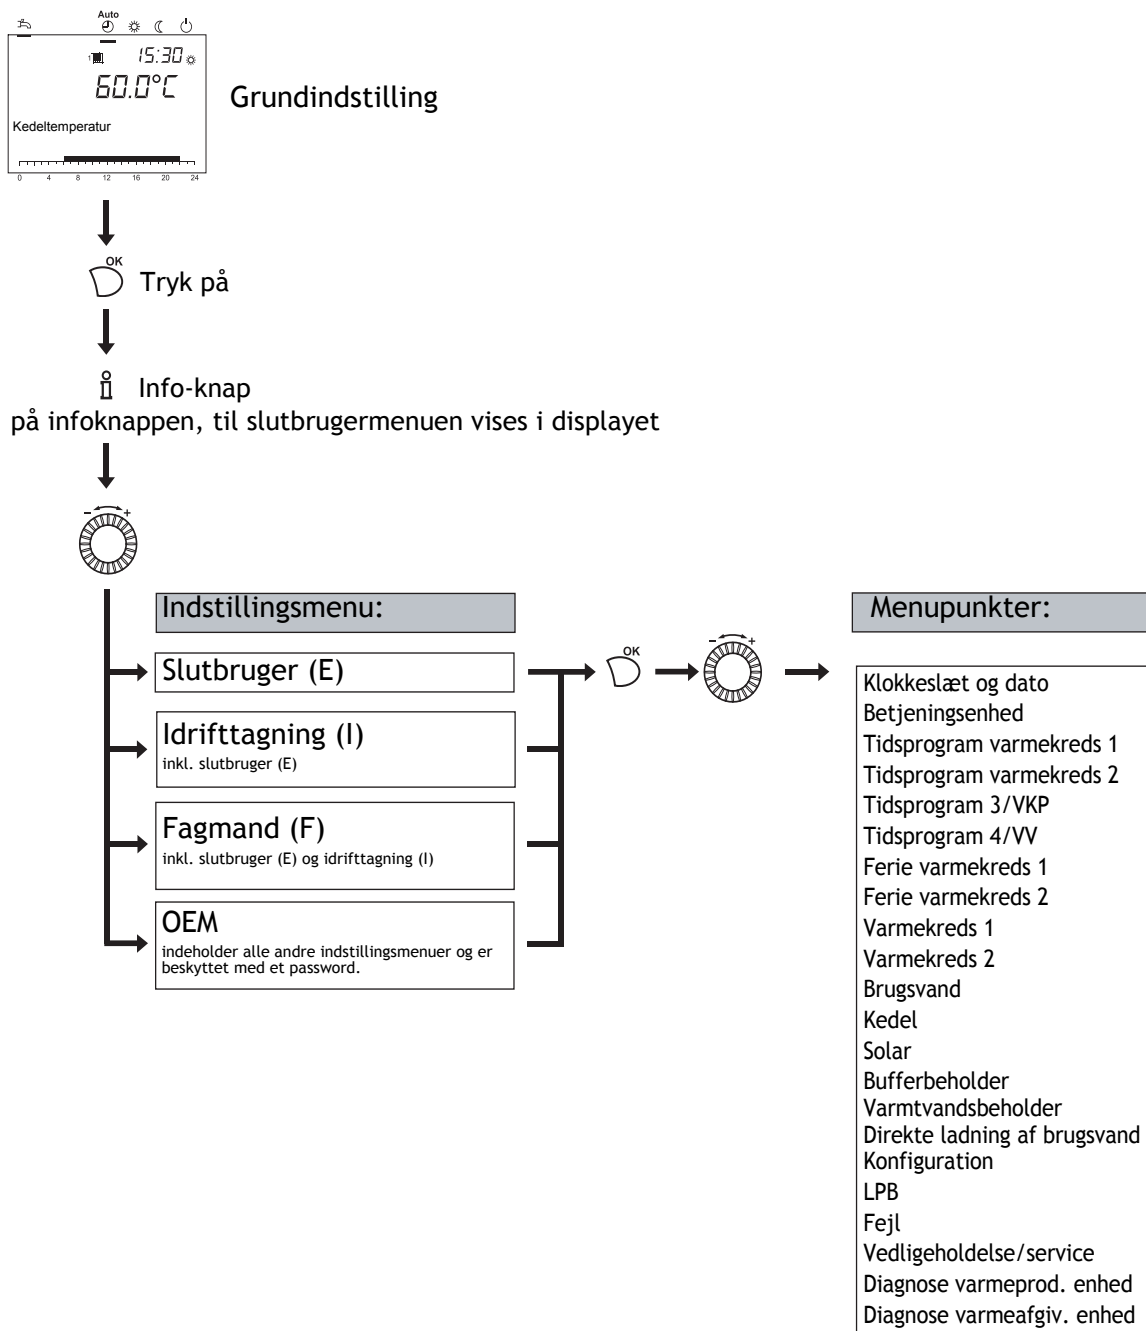 Auto
15:30
60.0°C
Kedeltemperatur
0 4 8 12 16 20 24
Grundindstilling
OK
Tryk på
Info-knap
på infoknappen, til slutbrugermenuen vises i displayet
- +
Indstillingsmenu:
Slutbruger (E)
Idrifttagning (I)
inkl. slutbruger (E)
Fagmand (F)
inkl. slutbruger (E) og idrifttagning (I)
OEM
indeholder alle andre indstillingsmenuer og er
beskyttet med et password.
OK
- +
Menupunkter:
Klokkeslæt og dato
Betjeningsenhed
Tidsprogram varmekreds 1
Tidsprogram varmekreds 2
Tidsprogram 3/VKP
Tidsprogram 4/VV
Ferie varmekreds 1
Ferie varmekreds 2
Varmekreds 1
Varmekreds 2
Brugsvand
Kedel
Solar
Bufferbeholder
Varmtvandsbeholder
Direkte ladning af brugsvand
Konfiguration
LPB
Fejl
Vedligeholdelse/service
Diagnose varmeprod. enhed
Diagnose varmeafgiv. enhed